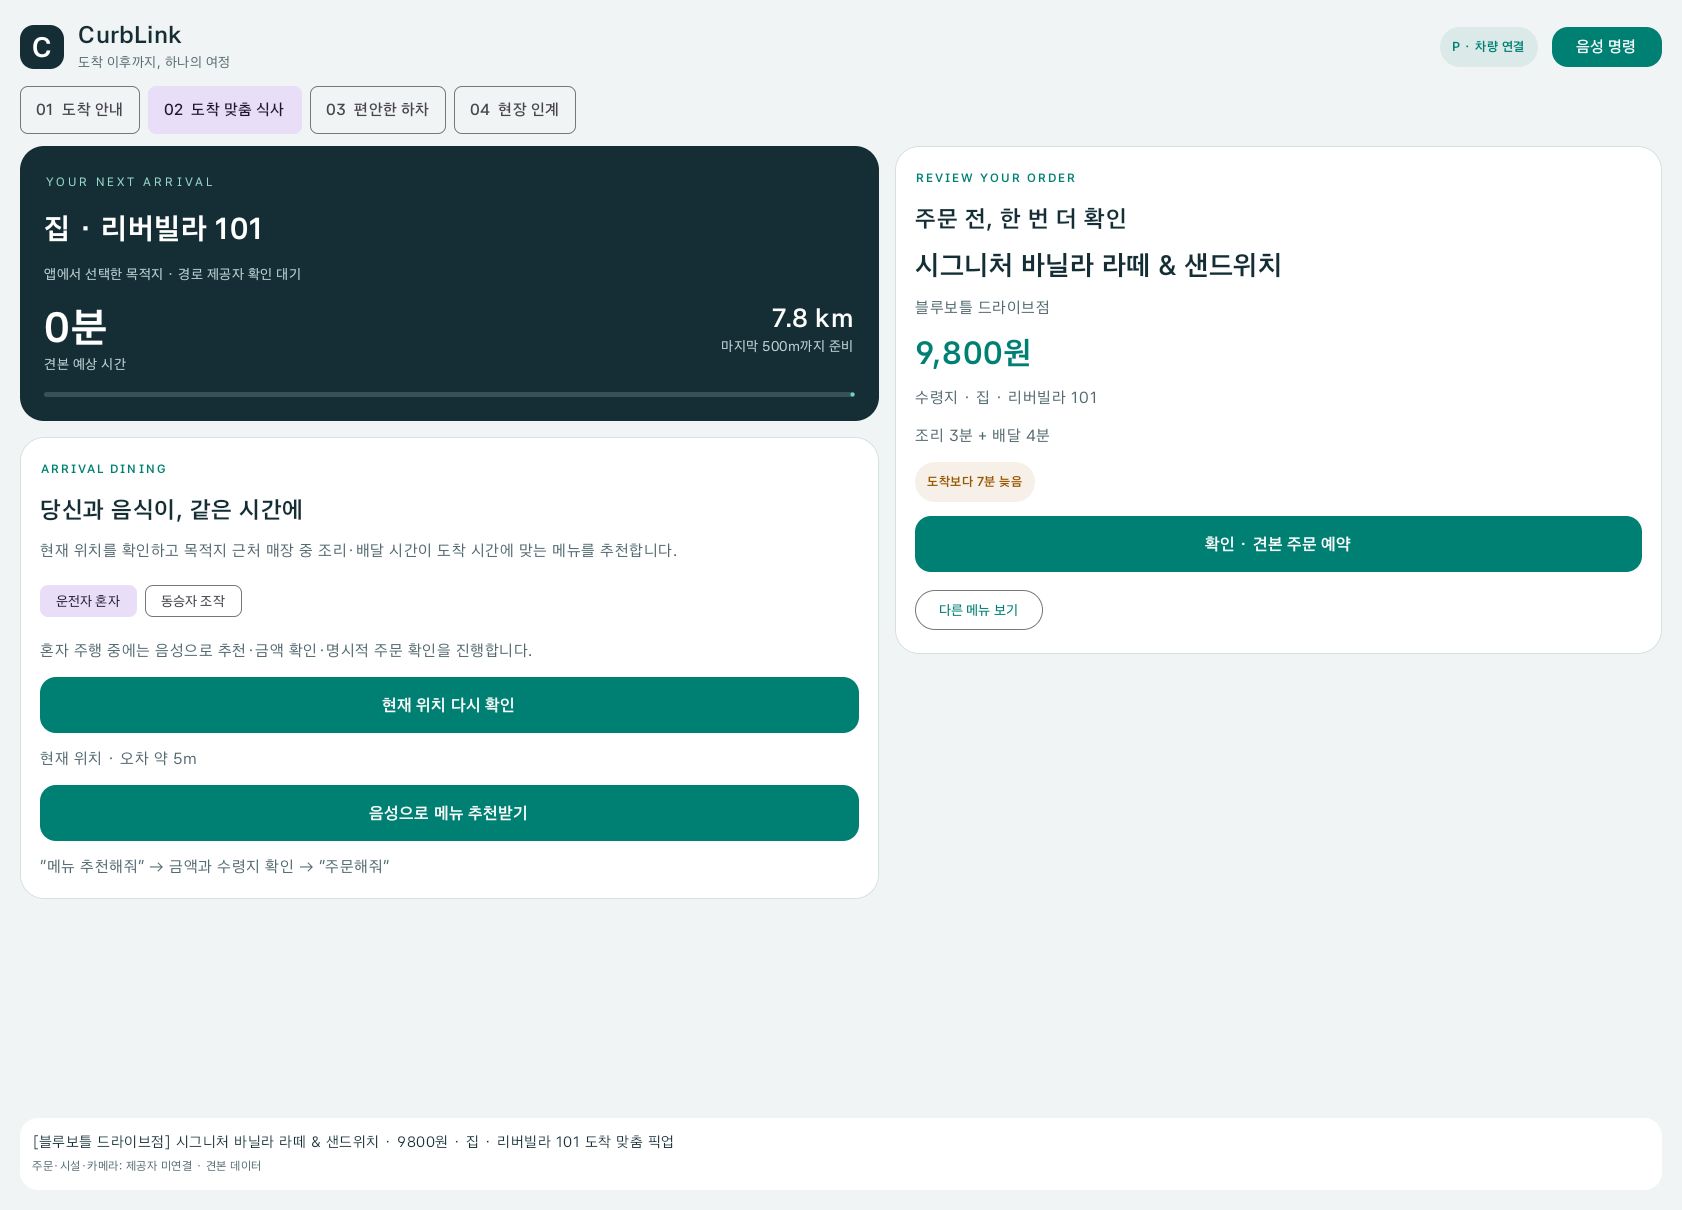 C
CurbLink
도착 이후까지, 하나의 여정
P · 차량 연결
음성 명령
01 도착 안내
02 도착 맞춤 식사
03 편안한 하차
04 현장 인계
YOUR NEXT ARRIVAL
집 · 리버빌라 101
앱에서 선택한 목적지 · 경로 제공자 확인 대기
0분
견본 예상 시간
7.8 km
마지막 500m까지 준비
ARRIVAL DINING
당신과 음식이, 같은 시간에
현재 위치를 확인하고 목적지 근처 매장 중 조리·배달 시간이 도착 시간에 맞는 메뉴를 추천합니다.
운전자 혼자
동승자 조작
혼자 주행 중에는 음성으로 추천·금액 확인·명시적 주문 확인을 진행합니다.
현재 위치 다시 확인
현재 위치 · 오차 약 5m
음성으로 메뉴 추천받기
"메뉴 추천해줘" → 금액과 수령지 확인 → "주문해줘"
REVIEW YOUR ORDER
주문 전, 한 번 더 확인
시그니처 바닐라 라떼 & 샌드위치
블루보틀 드라이브점
9,800원
수령지 · 집 · 리버빌라 101
조리 3분 + 배달 4분
도착보다 7분 늦음
확인 · 견본 주문 예약
다른 메뉴 보기
[블루보틀 드라이브점] 시그니처 바닐라 라떼 & 샌드위치 · 9800원 · 집 · 리버빌라 101 도착 맞춤 픽업
주문·시설·카메라: 제공자 미연결 · 견본 데이터